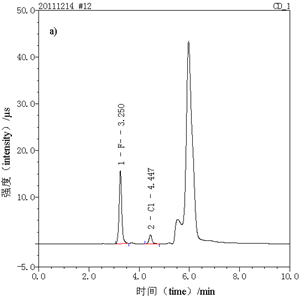 20111214 #12 CD_1
50.0
a)
40.0
30.0
20.0
10.0
0.0
强度(intensity)/μs
1 - F- - 3.250
2 - Cl - 4.447
0.0 2.0 4.0 6.0 8.0 10.0
时间(time)/min